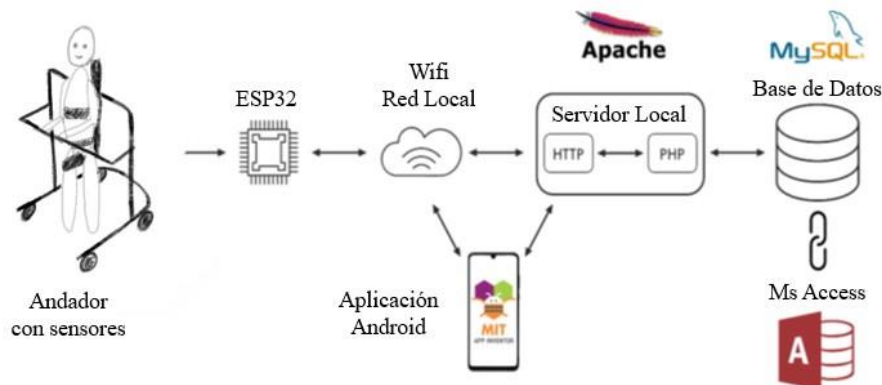 Andador
con sensores
ESP32
Wifi
Red Local
Aplicación
Android
MIT
APP INVENTOR
Apache
Servidor Local
HTTP
PHP
MySQL
Base de Datos
Ms Access
A